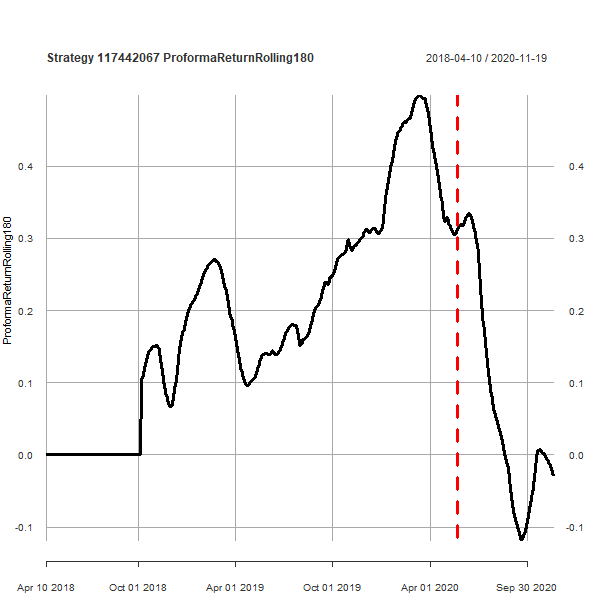 Strategy 117442067 ProformaReturnRolling180
2018-04-10 / 2020-11-19
ProformaReturnRolling180
0.4
0.3
0.2
0.1
0.0
-0.1
0.4
0.3
0.2
0.1
0.0
-0.1
Apr 10 2018
Oct 01 2018
Apr 01 2019
Oct 01 2019
Apr 01 2020
Sep 30 2020